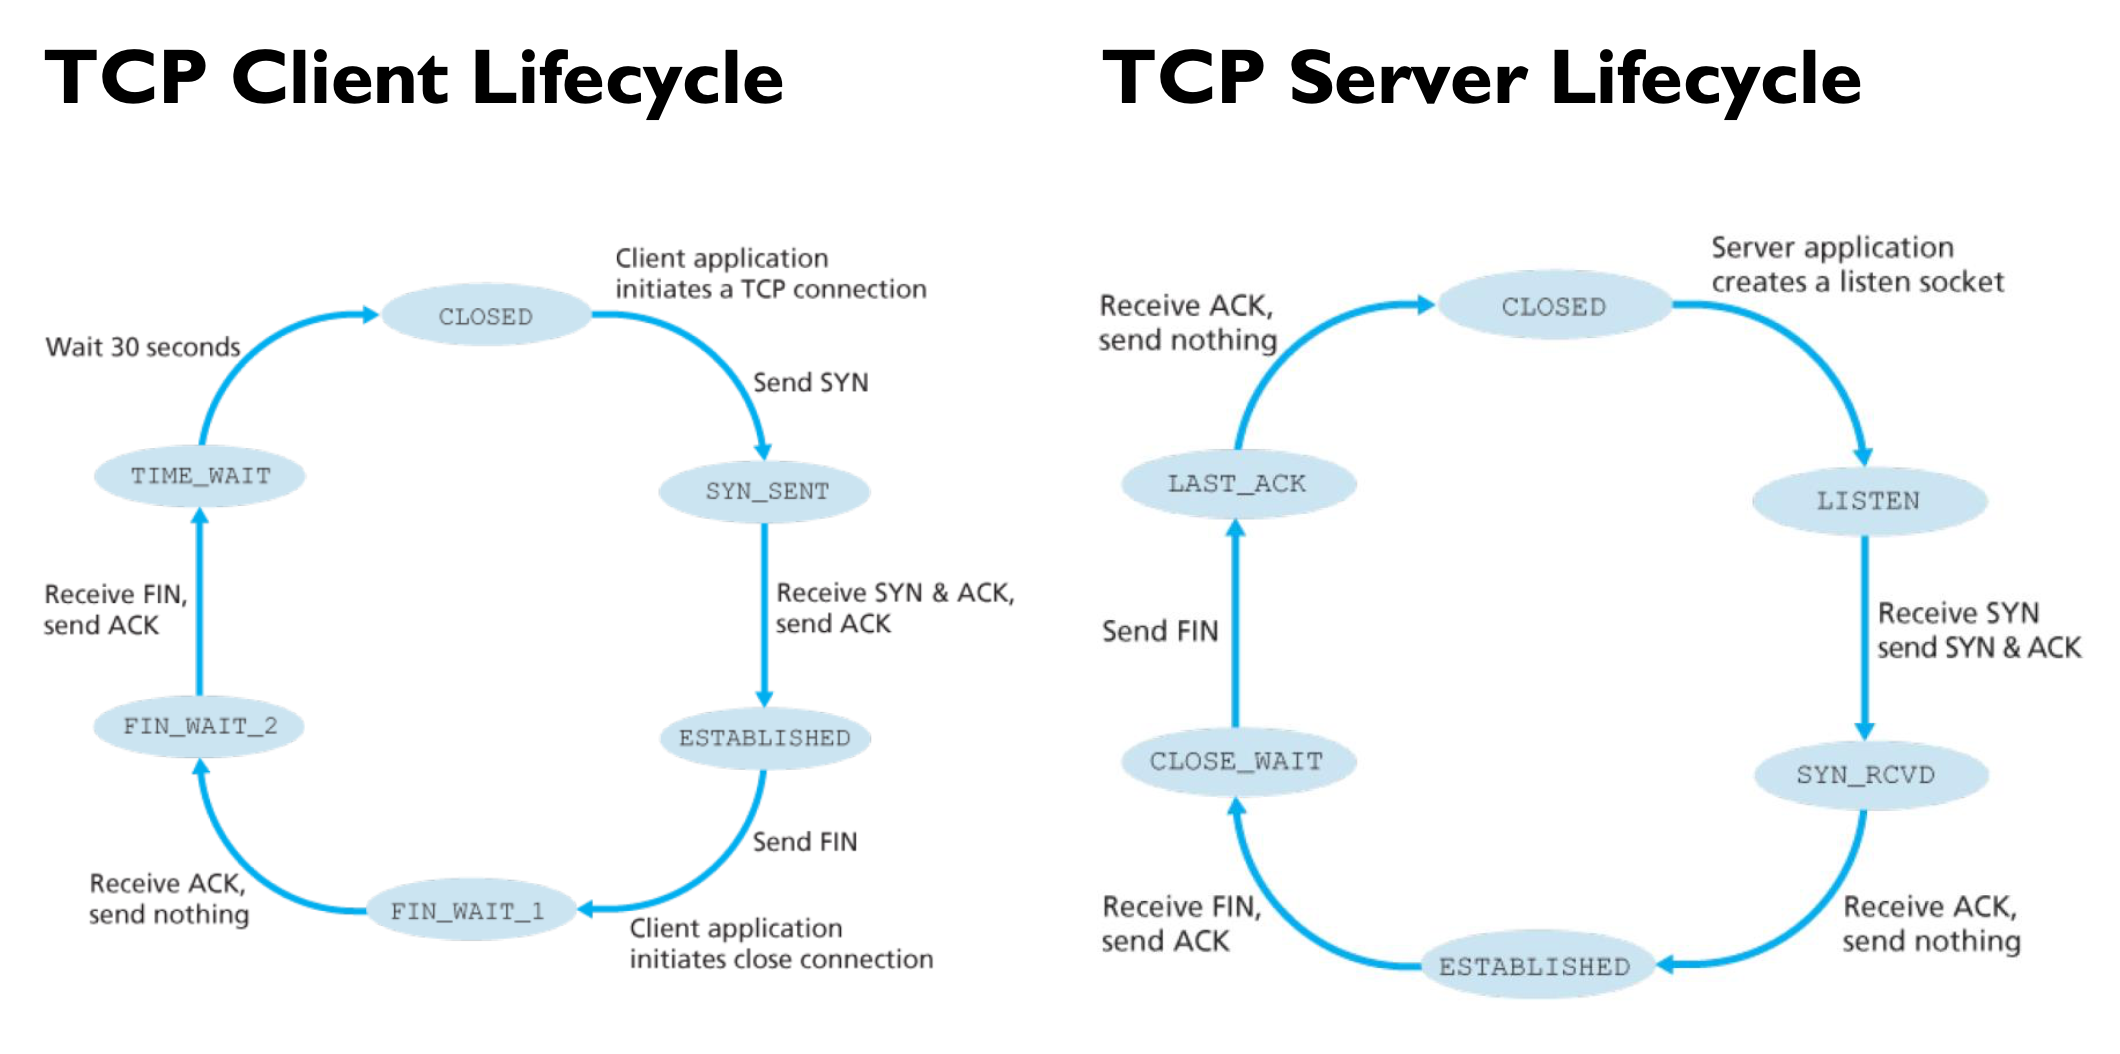 TCP Client Lifecycle
Client application
initiates a TCP connection
CLOSED
Wait 30 seconds
Send SYN
TIME_WAIT
SYN_SENT
Receive FIN,
send ACK
Receive SYN & ACK,
send ACK
FIN_WAIT_2
ESTABLISHED
Send FIN
Receive ACK,
send nothing
FIN_WAIT_1
Client application
initiates close connection
TCP Server Lifecycle
Server application
creates a listen socket
Receive ACK,
send nothing
CLOSED
LAST_ACK
LISTEN
Send FIN
Receive SYN
send SYN & ACK
CLOSE_WAIT
SYN_RCVD
Receive FIN,
send ACK
Receive ACK,
send nothing
ESTABLISHED